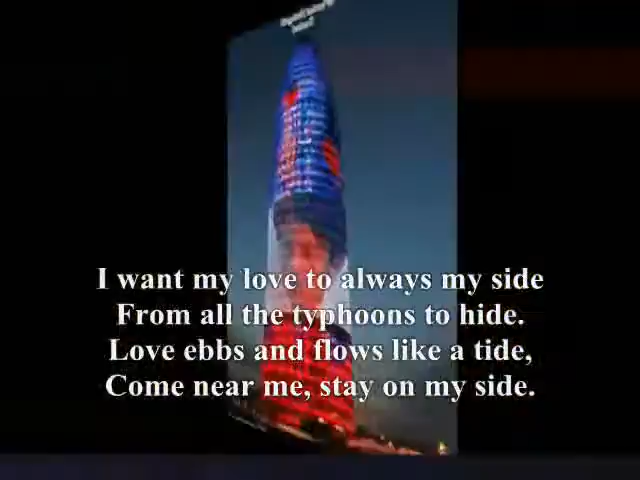 I want my love to always my side
From all the typhoons to hide.
Love ebbs and flows like a tide,
Come near me, stay on my side.